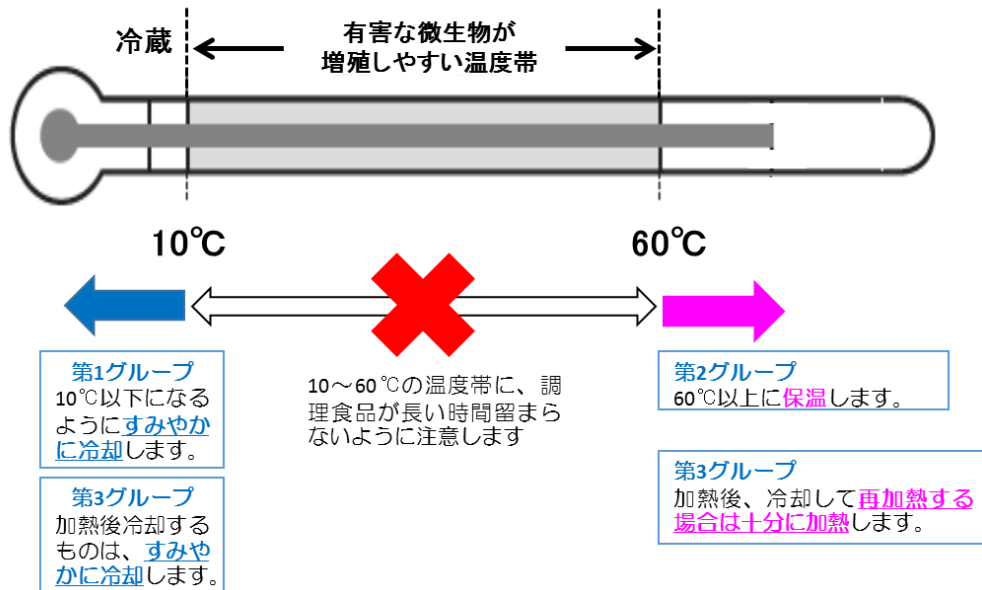 冷蔵
有害な微生物が
増殖しやすい温度帯
10℃
60℃
第1グループ
10℃以下になる
ようにすみやか
に冷却します。
第3グループ
加熱後冷却する
ものは、すみや
かに冷却します。
10～60℃の温度帯に、調
理食品が長い時間留まら
ないように注意します
第2グループ
60℃以上に保温します。
第3グループ
加熱後、冷却して再加熱する
場合は十分に加熱します。